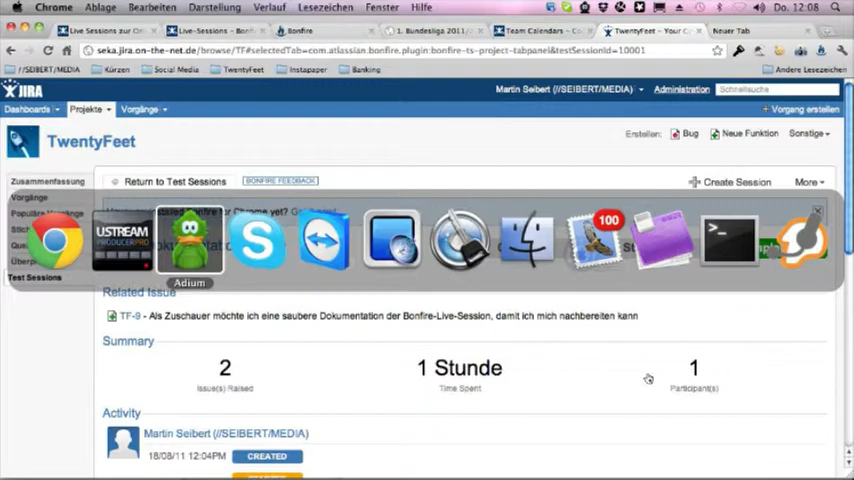 Chrome Ablage Bearbeiten Darstellung Verlauf Lesezeichen Fenster Hilfe Do. 12:08
Live Sessions zur On Live-Sessions – Bon Bonfire 1. Bundesliga 2011/ Team Calendars – Co TwentyFeet – Your C Neuer Tab
seka.jira.on-the-net.de/browse/TF#selectedTab=com.atlassian.bonfire.plugin:bonfire-ts-project-tabpanel&testSessionId=10001
//SEIBERT/MEDIA) Kürzen Social Media TwentyFeet Instapaper Banking Andere Lesezeichen
JIRA Martin Seibert (//SEIBERT/MEDIA) Administration Schnellsuche
Dashboards Projekte Vorgänge + Vorgang erstellen
TwentyFeet Erstellen: Bug Neue Funktion Sonstige
Zusammenfassung Return to Test Sessions BONFIRE FEEDBACK Create Session More
Vorgänge
Populäre Vorgänge
Test Sessions
USTREAM
PRODUCER PRO
100
Adium
Related Issue
TF-9 - Als Zuschauer möchte ich eine saubere Dokumentation der Bonfire-Live-Session, damit ich mich nachbereiten kann
Summary
2 1 Stunde 1
Issue(s) Raised Time Spent Participant(s)
Activity
Martin Seibert (//SEIBERT/MEDIA)
18/08/11 12:04PM CREATED